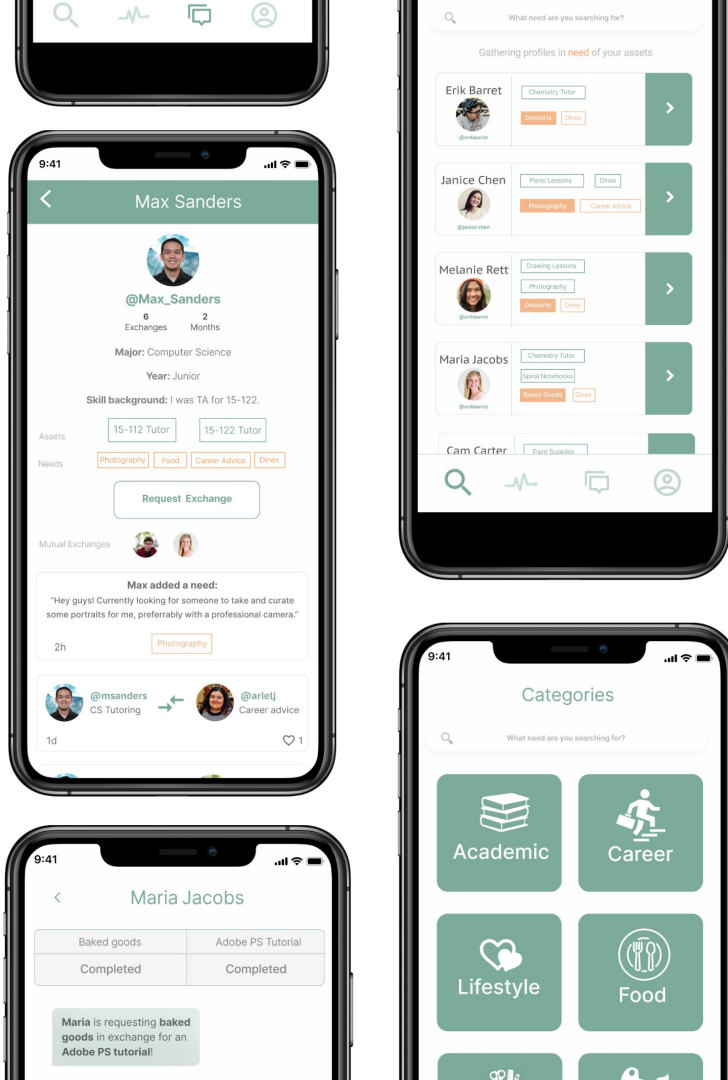 9:41
Max Sanders
@Max_Sanders
6
Exchanges
2
Months
Major: Computer Science
Year: Junior
Skill background: I was TA for 15-122.
Assets
15-112 Tutor
15-122 Tutor
Needs
Photography
Food
Career Advice
Dinex
Request Exchange
Mutual Exchanges
Max added a need:
"Hey guys! Currently looking for someone to take and curate
some portraits for me, preferrably with a professional camera."
2h
Photography
@msanders
CS Tutoring
@arielj
Career advice
1d
1
9:41
Maria Jacobs
Baked goods
Adobe PS Tutorial
Completed
Completed
Maria is requesting baked
goods in exchange for an
Adobe PS tutorial!
What need are you searching for?
Gathering profiles in need of your assets
Erik Barret
@erikbarret
Chemistry Tutor
Desserts
Dinex
Janice Chen
@janice-chen
Piano Lessons
Dinex
Photography
Career advice
Melanie Rett
@erikbarret
Drawing Lessons
Photography
Desserts
Dinex
Maria Jacobs
@erikbarret
Chemistry Tutor
Spiral Notebooks
Baked Goods
Dinex
Cam Carter
Paint Supplies
9:41
Categories
What need are you searching for?
Academic
Career
Lifestyle
Food